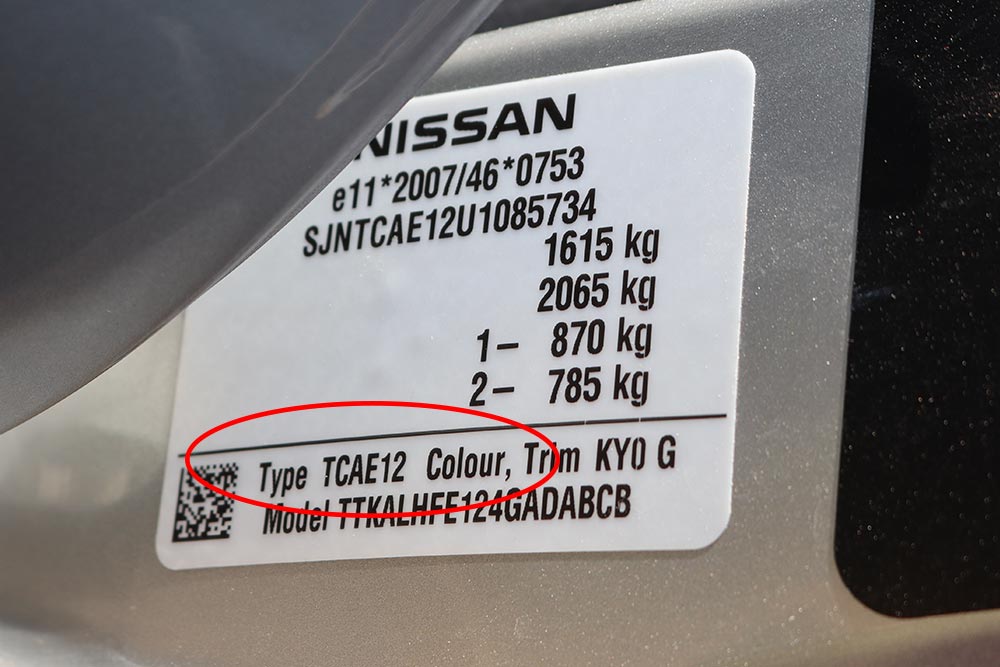 NISSAN
e11*2007/46*0753
SJNTCAE12U1085734
1615 kg
2065 kg
1– 870 kg
2– 785 kg
Type TCAE12 Colour, Trim KY0 G
Model TTKALHFE124GADABCB